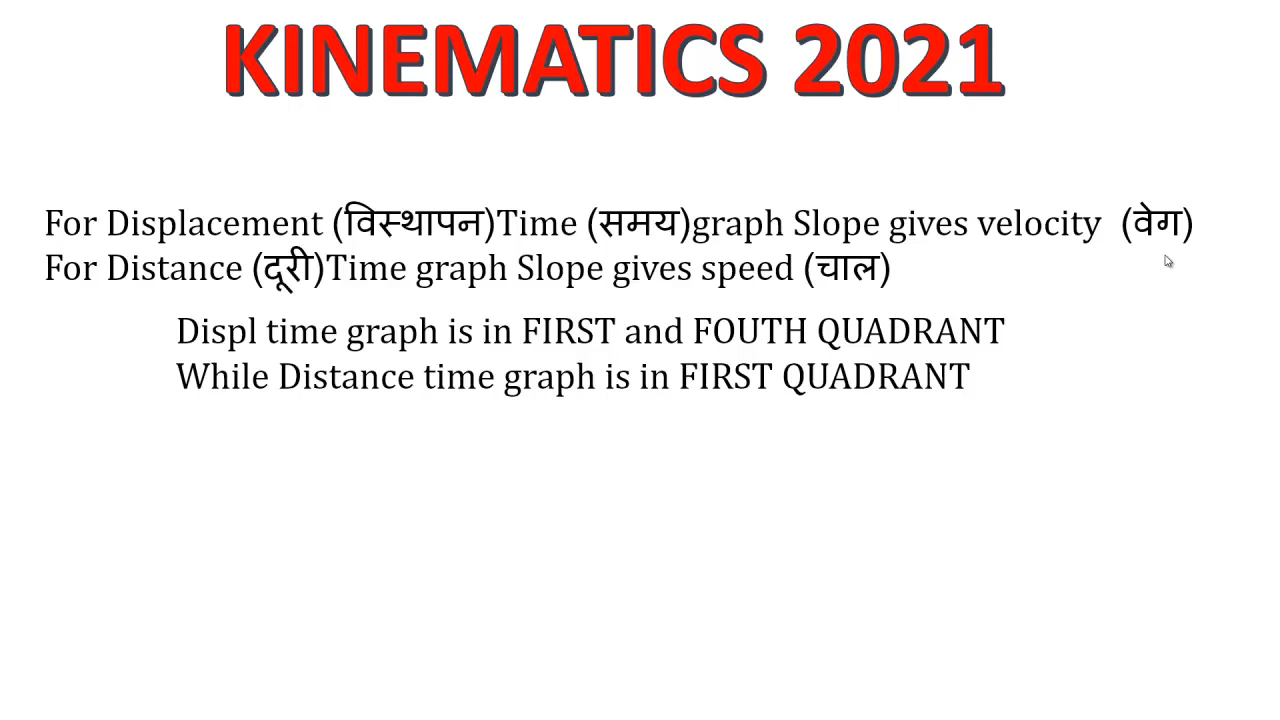 KINEMATICS 2021
For Displacement (विस्थापन)Time (समय)graph Slope gives velocity (वेग)
For Distance (दूरी)Time graph Slope gives speed (चाल)
Displ time graph is in FIRST and FOUTH QUADRANT
While Distance time graph is in FIRST QUADRANT